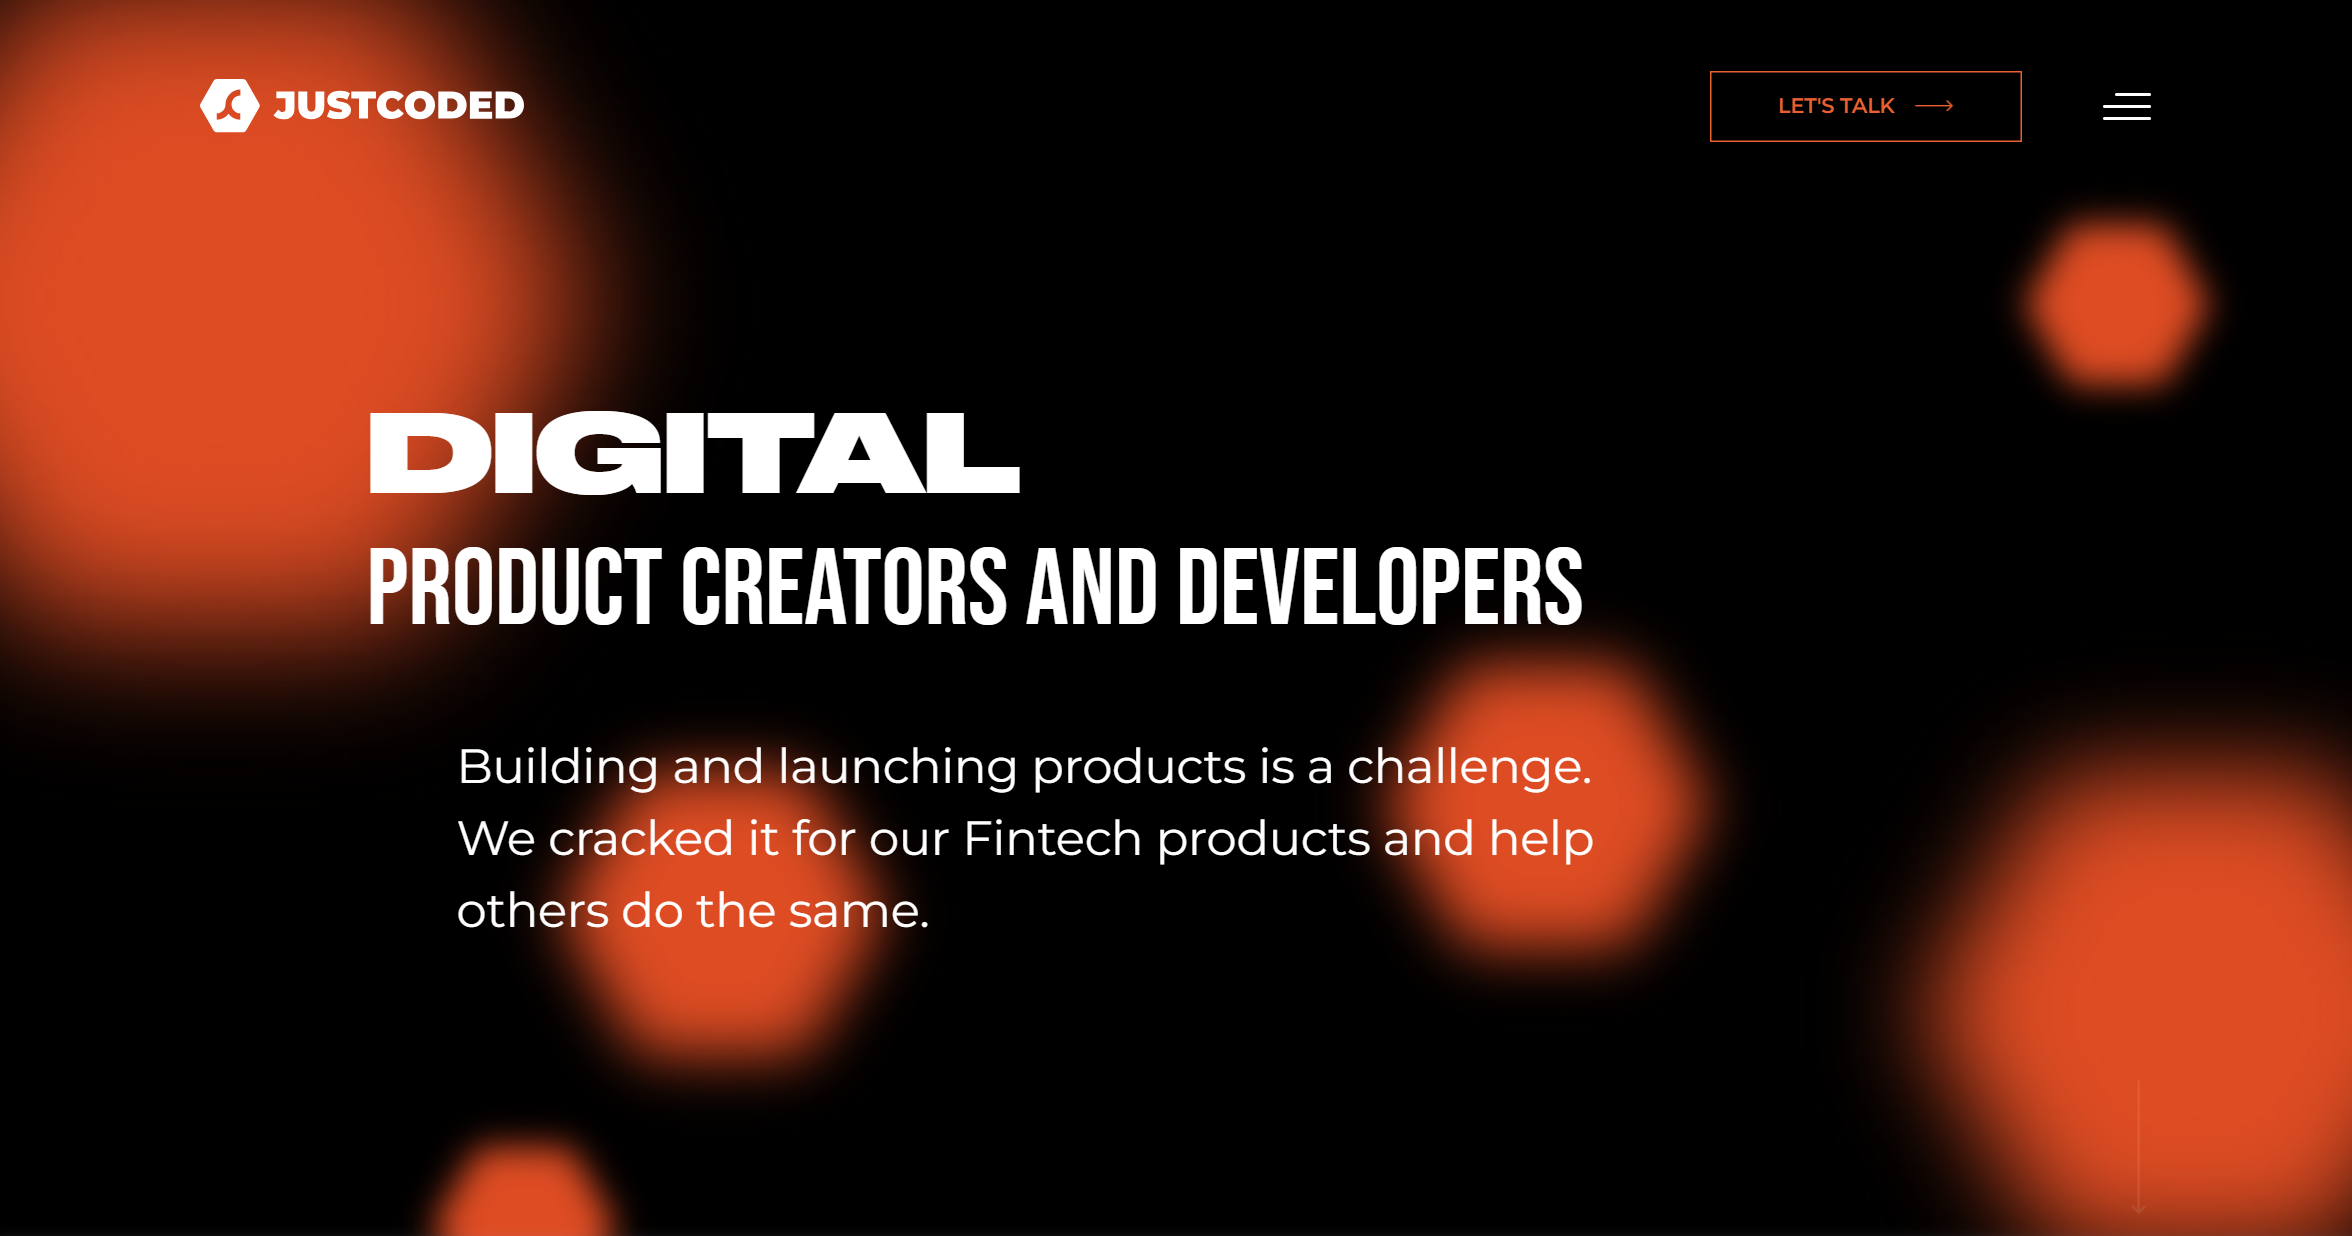 JUSTCODED
LET'S TALK
DIGITAL
PRODUCT CREATORS AND DEVELOPERS
Building and launching products is a challenge.
We cracked it for our Fintech products and help
others do the same.